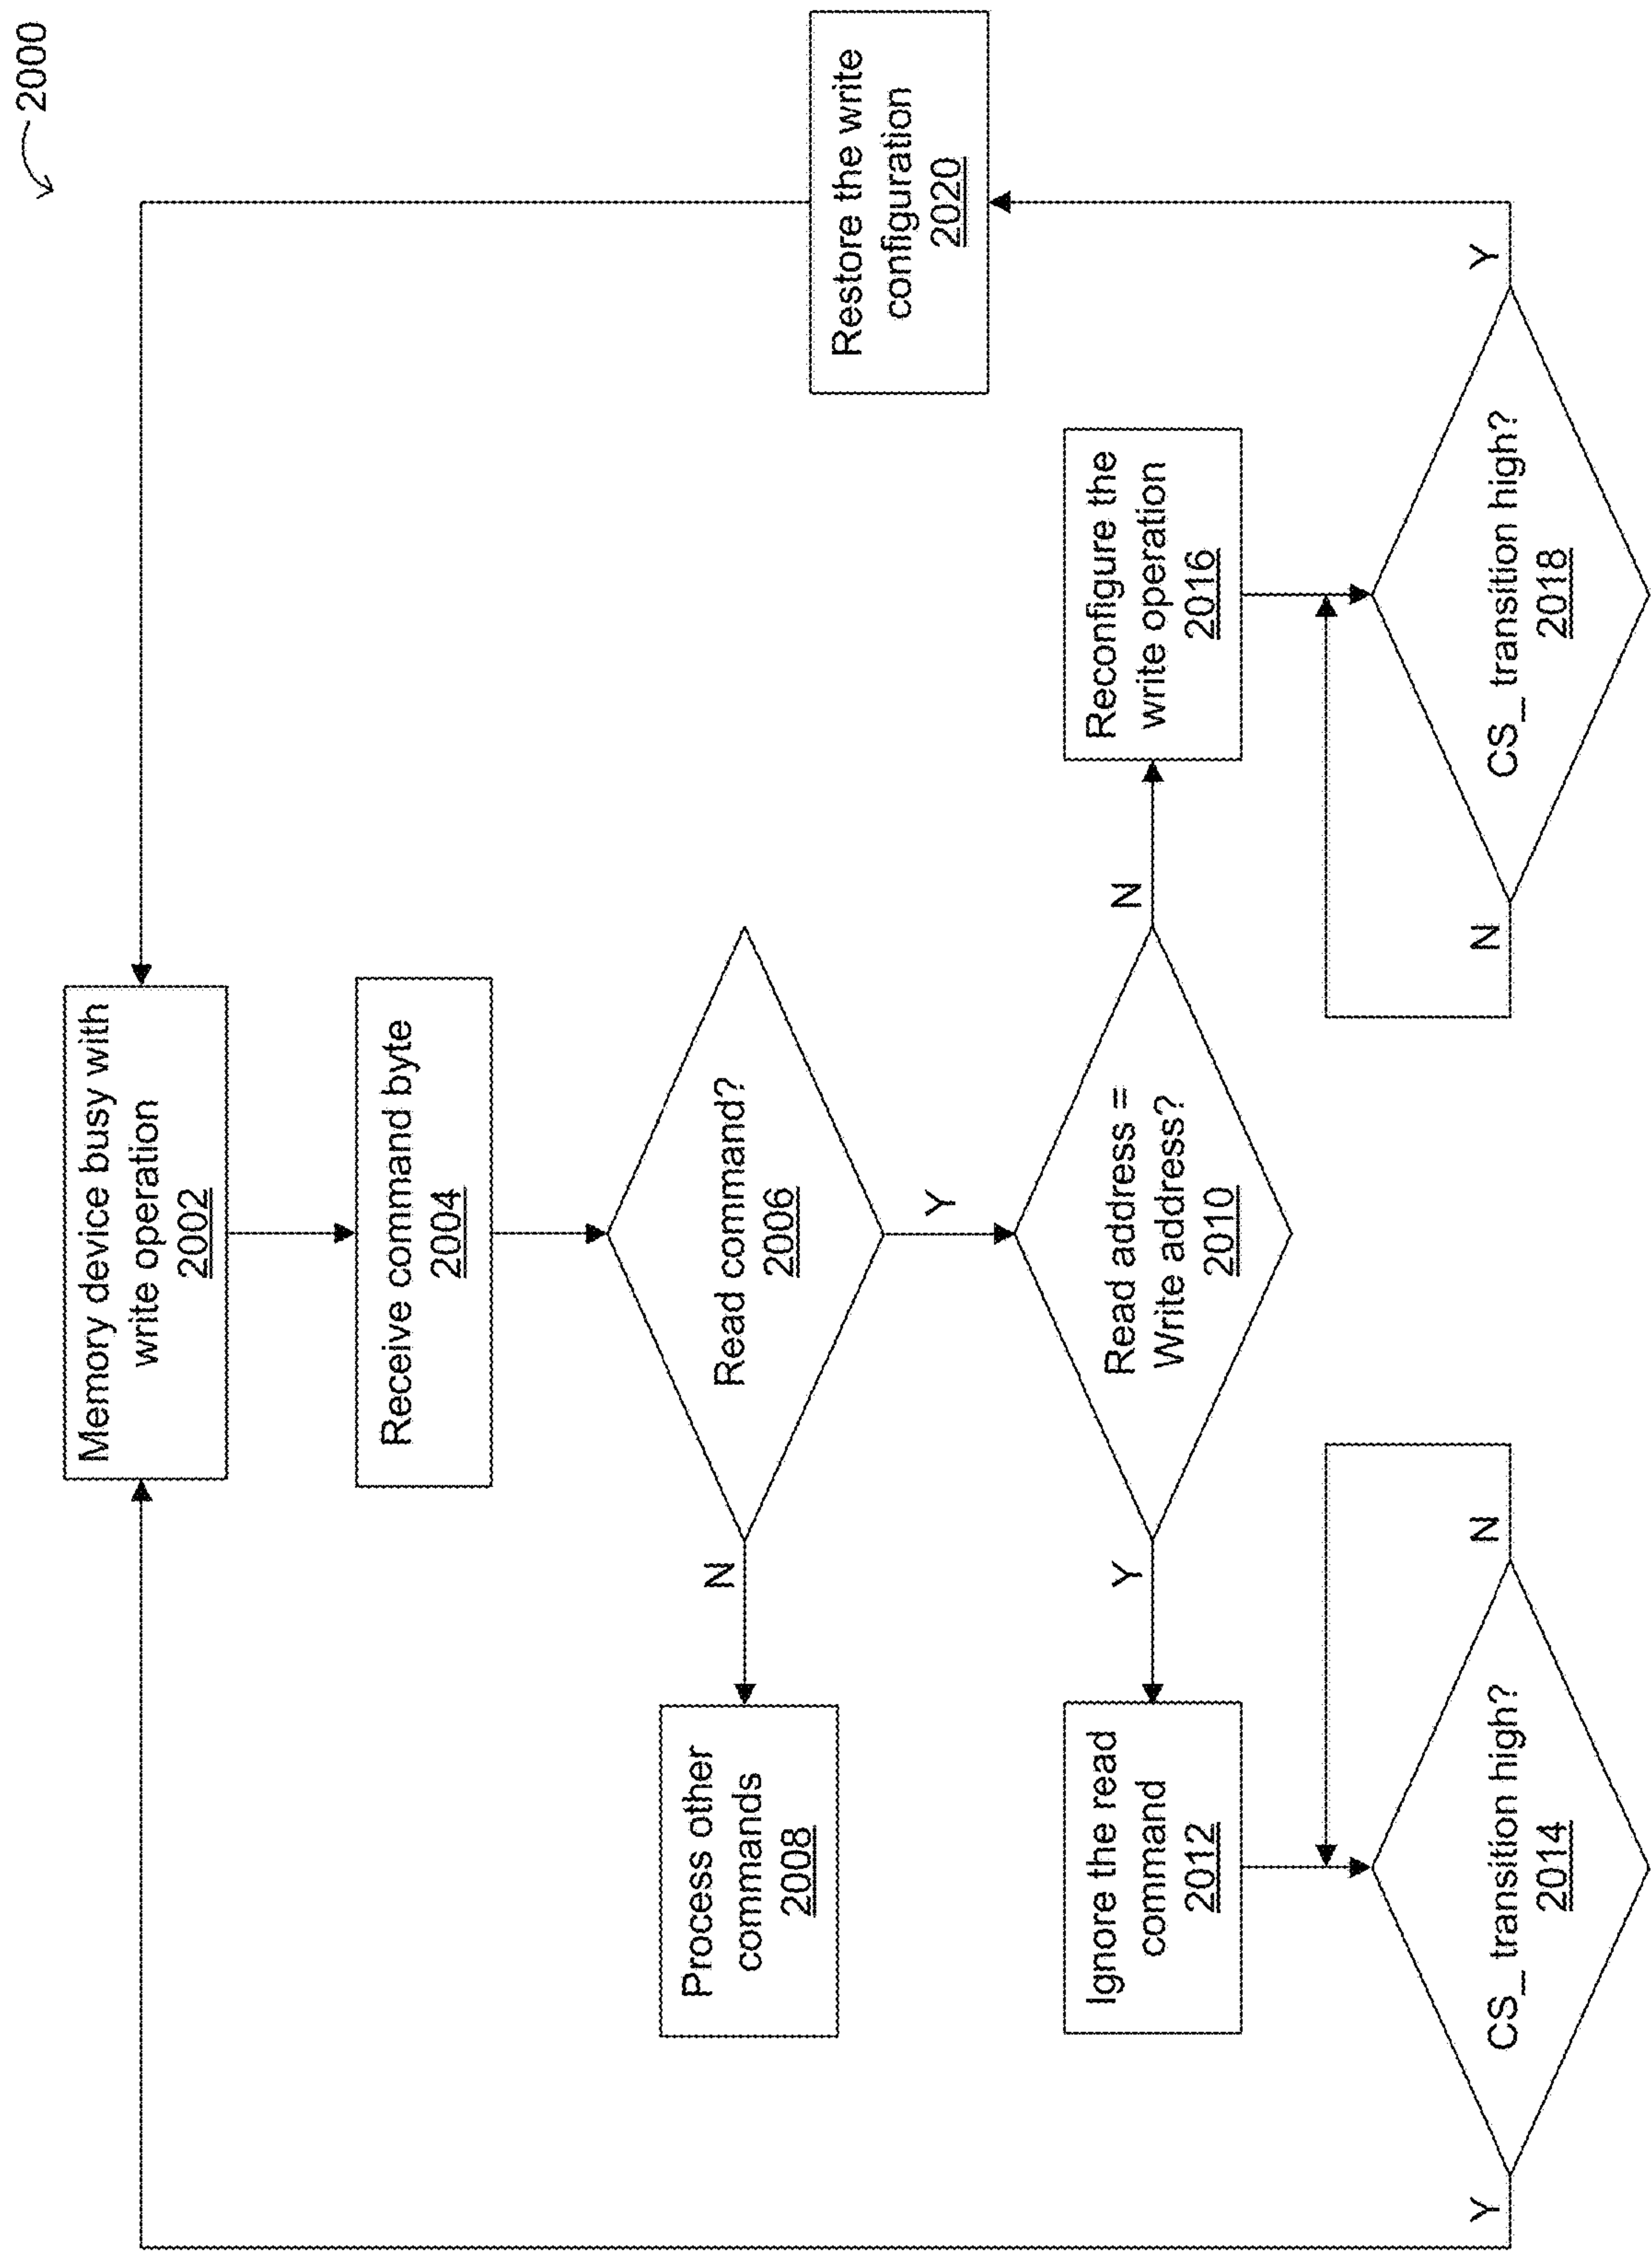 2000
Memory device busy with
write operation
2002
Receive command byte
2004
Read command?
2006
N
Y
Process other
commands
2008
Read address =
Write address?
2010
Y
N
Ignore the read
command
2012
Reconfigure the
write operation
2016
Restore the write
configuration
2020
CS_ transition high?
2014
Y
N
CS_ transition high?
2018
N
Y